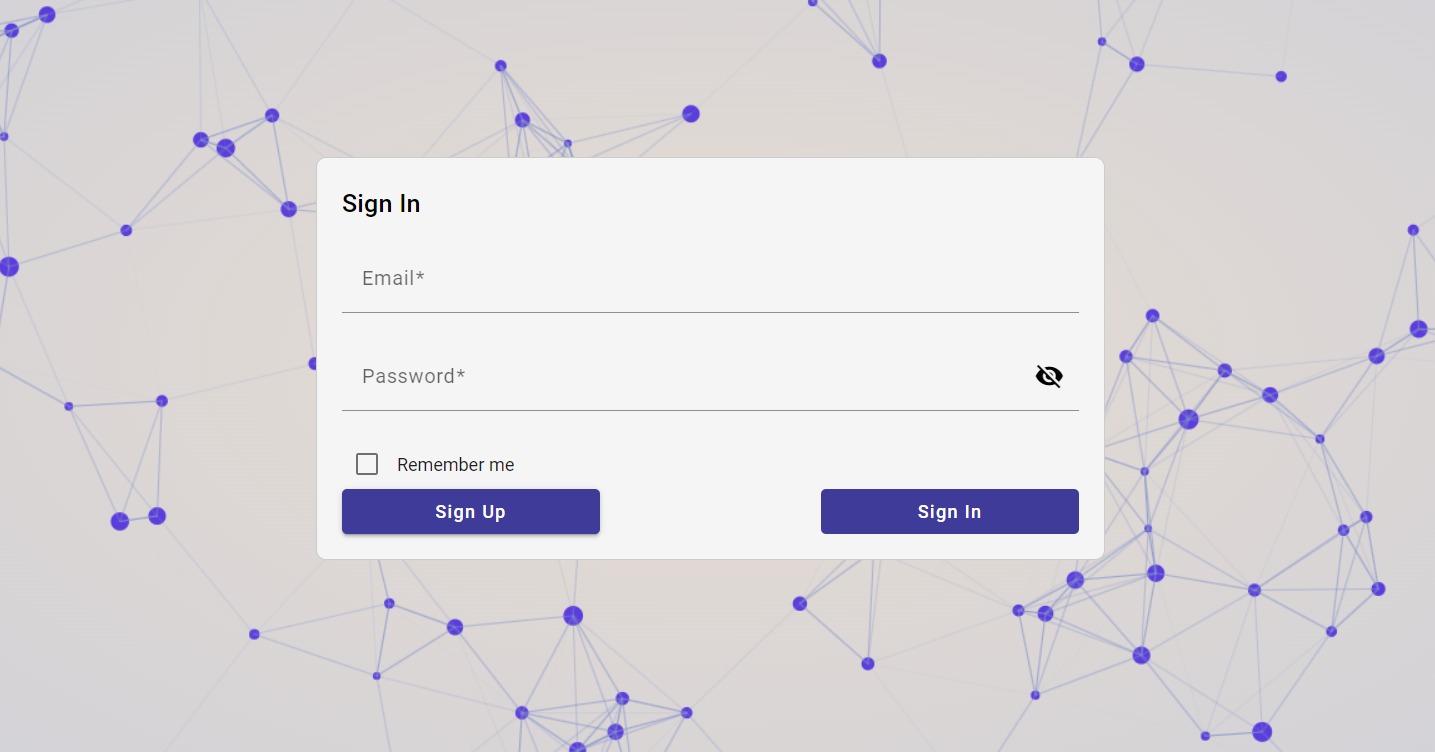 Sign In
Email*
Password*
Remember me
Sign Up
Sign In